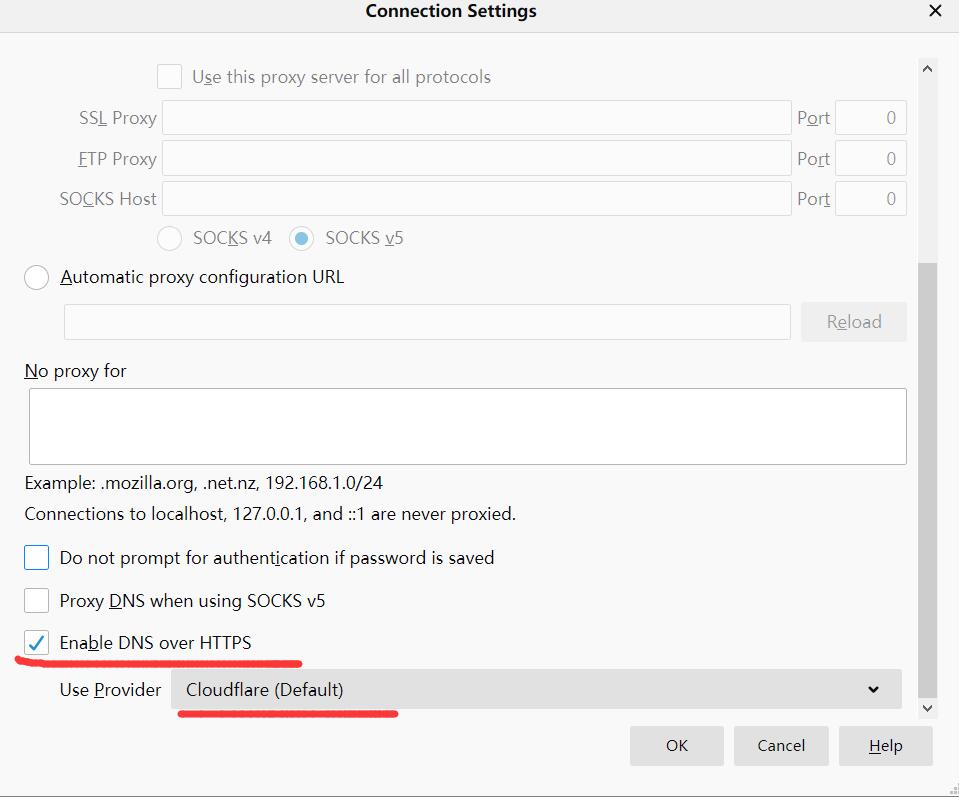 Connection Settings
Use this proxy server for all protocols
SSL Proxy Port 0
FTP Proxy Port 0
SOCKS Host Port 0
SOCKS v4 SOCKS v5
Automatic proxy configuration URL
Reload
No proxy for
Example: .mozilla.org, .net.nz, 192.168.1.0/24
Connections to localhost, 127.0.0.1, and ::1 are never proxied.
Do not prompt for authentication if password is saved
Proxy DNS when using SOCKS v5
Enable DNS over HTTPS
Use Provider Cloudflare (Default)
OK Cancel Help